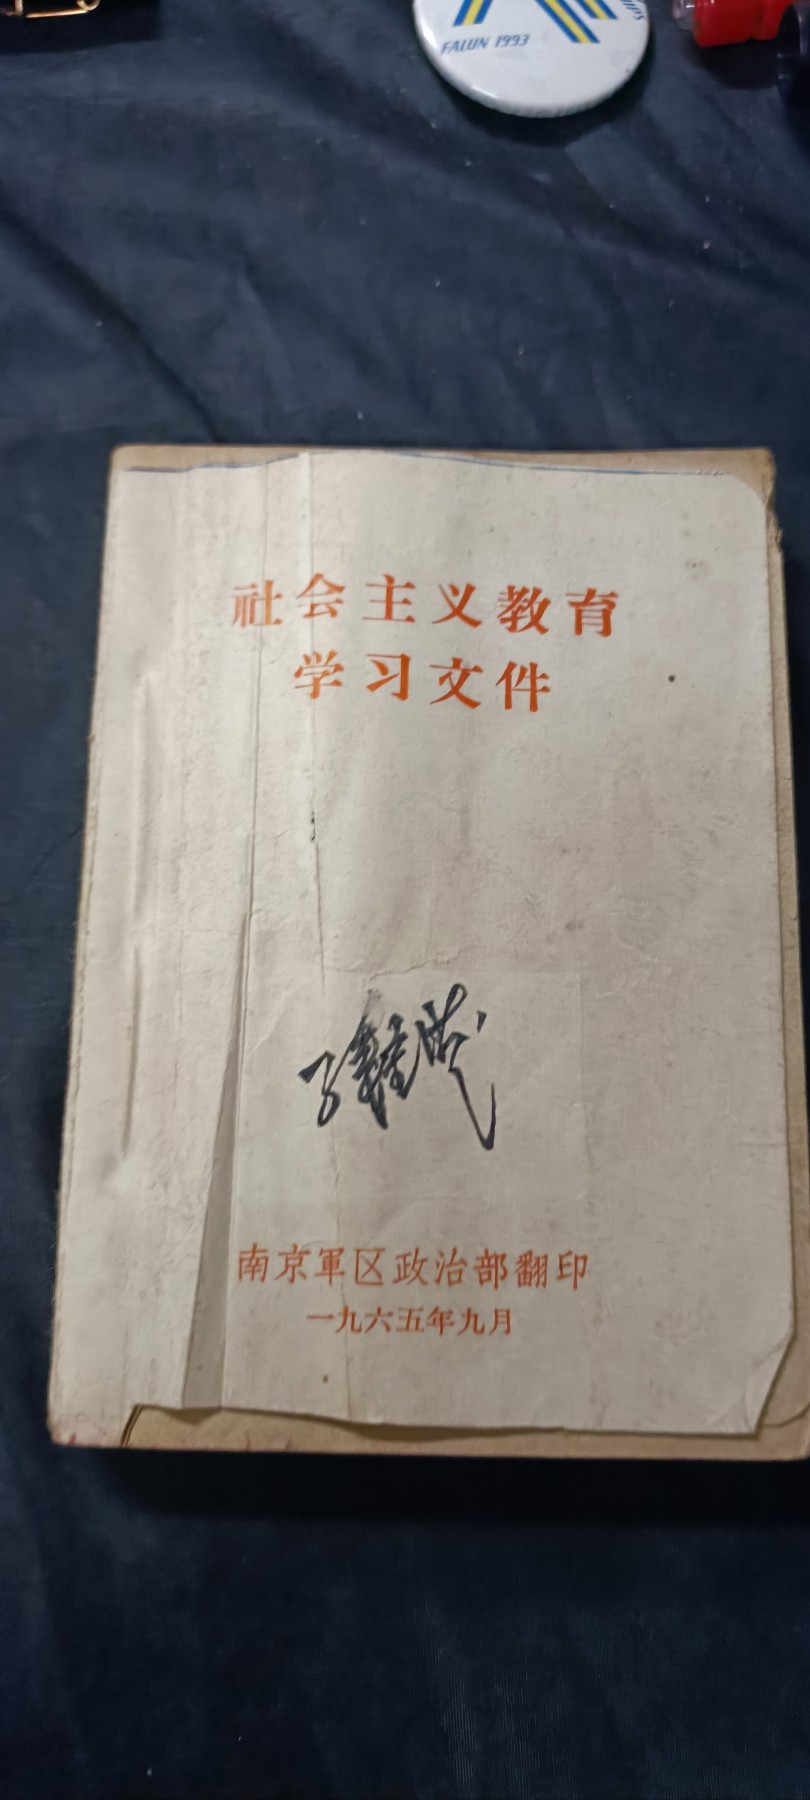 FALUN 1993
社会主义教育
学习文件
南京軍区政治部翻印
一九六五年九月